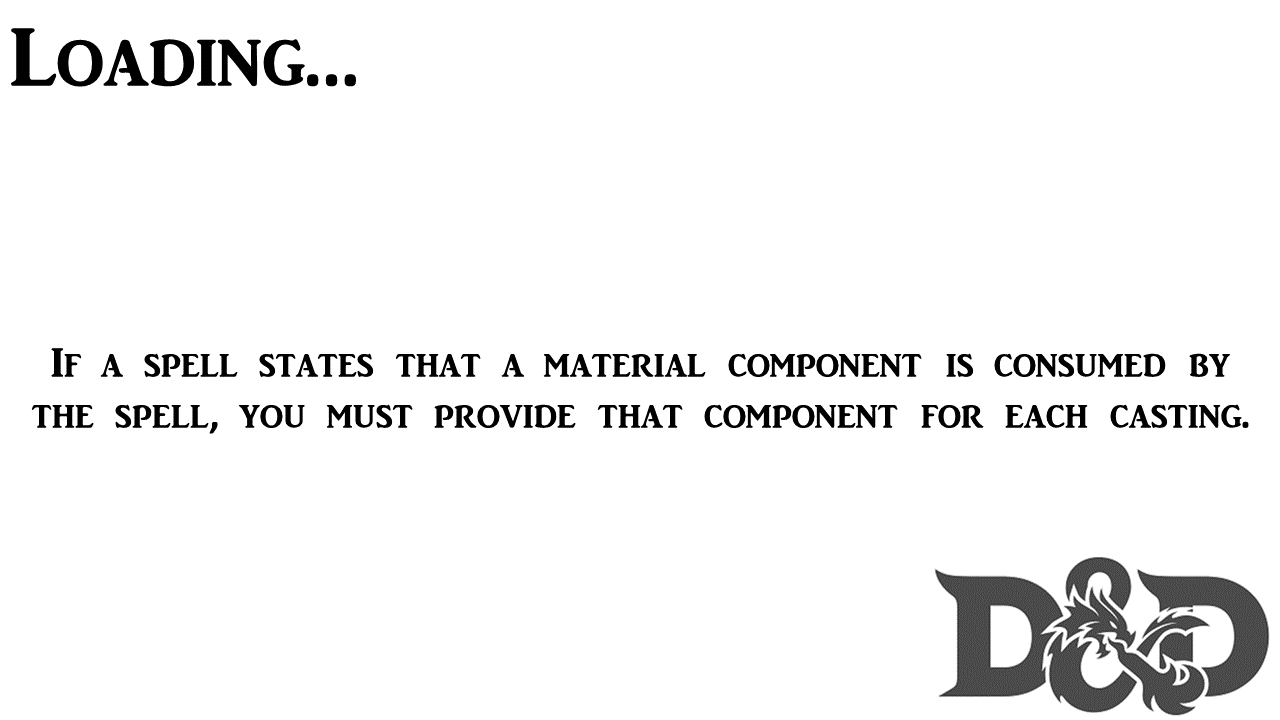 Loading...
If a spell states that a material component is consumed by
the spell, you must provide that component for each casting.
D&D